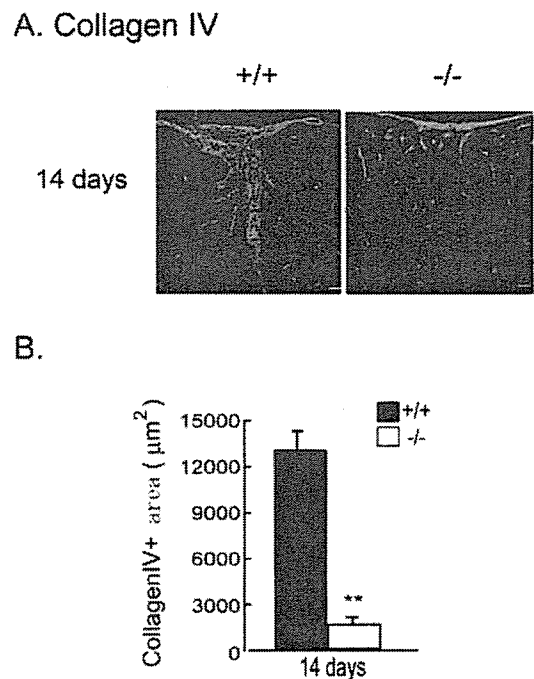 A. Collagen IV
+/+ -/-
14 days
B.
CollagenIV+ area (μm²)
15000
12000
9000
6000
3000
0
+/+
-/-
**
14 days